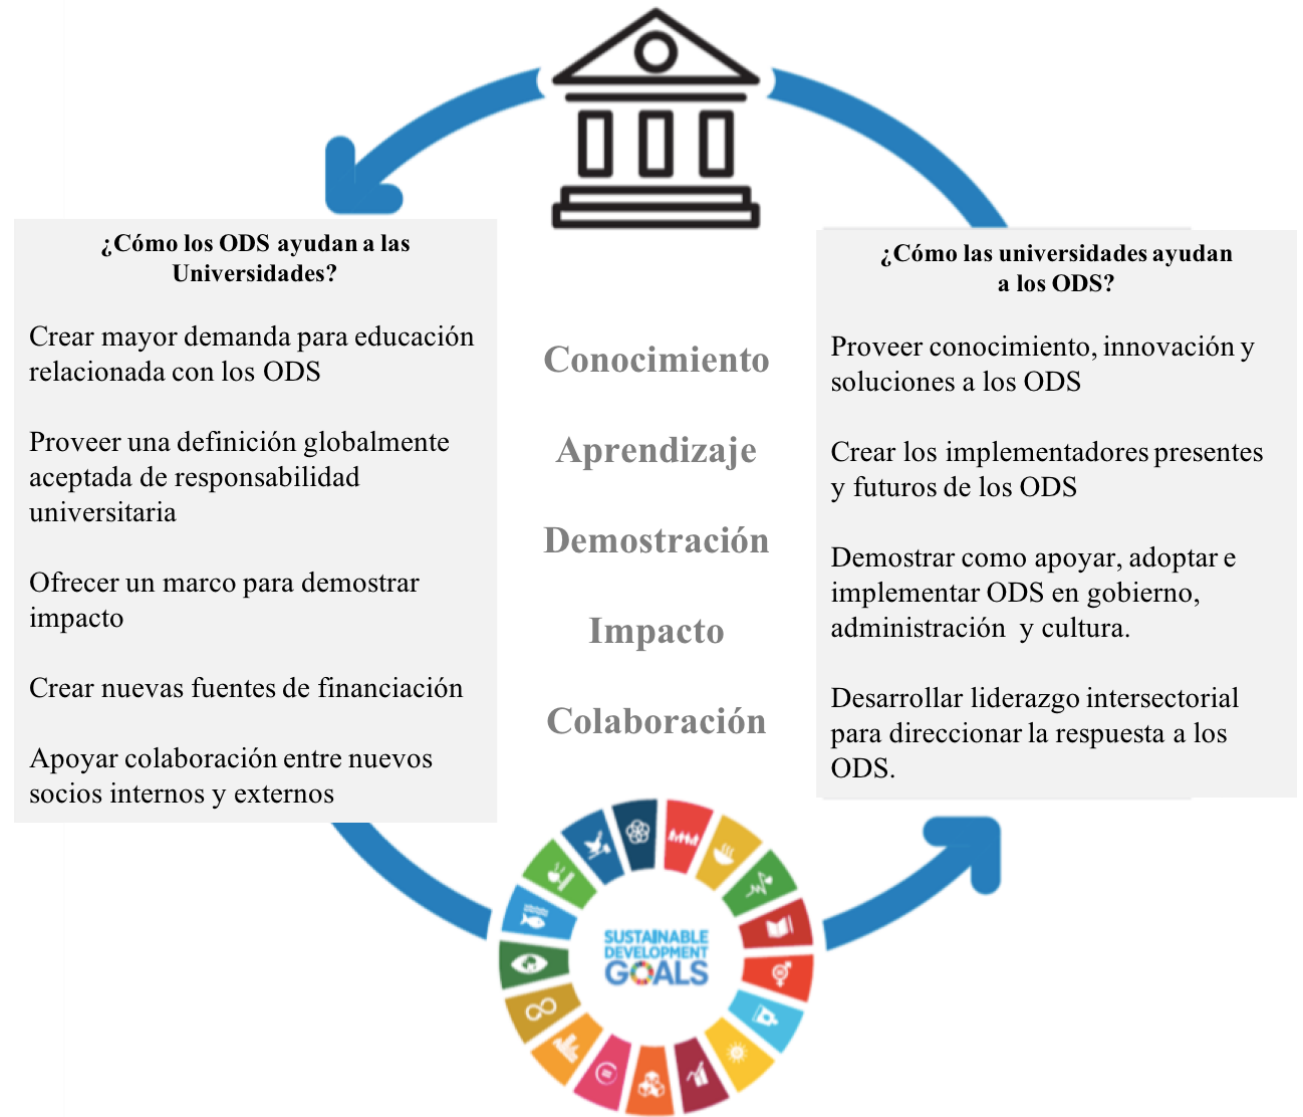 ¿Cómo los ODS ayudan a las
Universidades?
Crear mayor demanda para educación
relacionada con los ODS
Proveer una definición globalmente
aceptada de responsabilidad
universitaria
Ofrecer un marco para demostrar
impacto
Crear nuevas fuentes de financiación
Apoyar colaboración entre nuevos
socios internos y externos
Conocimiento
Aprendizaje
Demostración
Impacto
Colaboración
¿Cómo las universidades ayudan
a los ODS?
Proveer conocimiento, innovación y
soluciones a los ODS
Crear los implementadores presentes
y futuros de los ODS
Demostrar como apoyar, adoptar e
implementar ODS en gobierno,
administración y cultura.
Desarrollar liderazgo intersectorial
para direccionar la respuesta a los
ODS.
SUSTAINABLE
DEVELOPMENT
GOALS